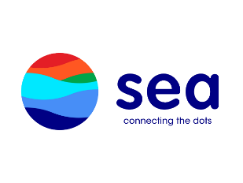 sea
connecting the dots